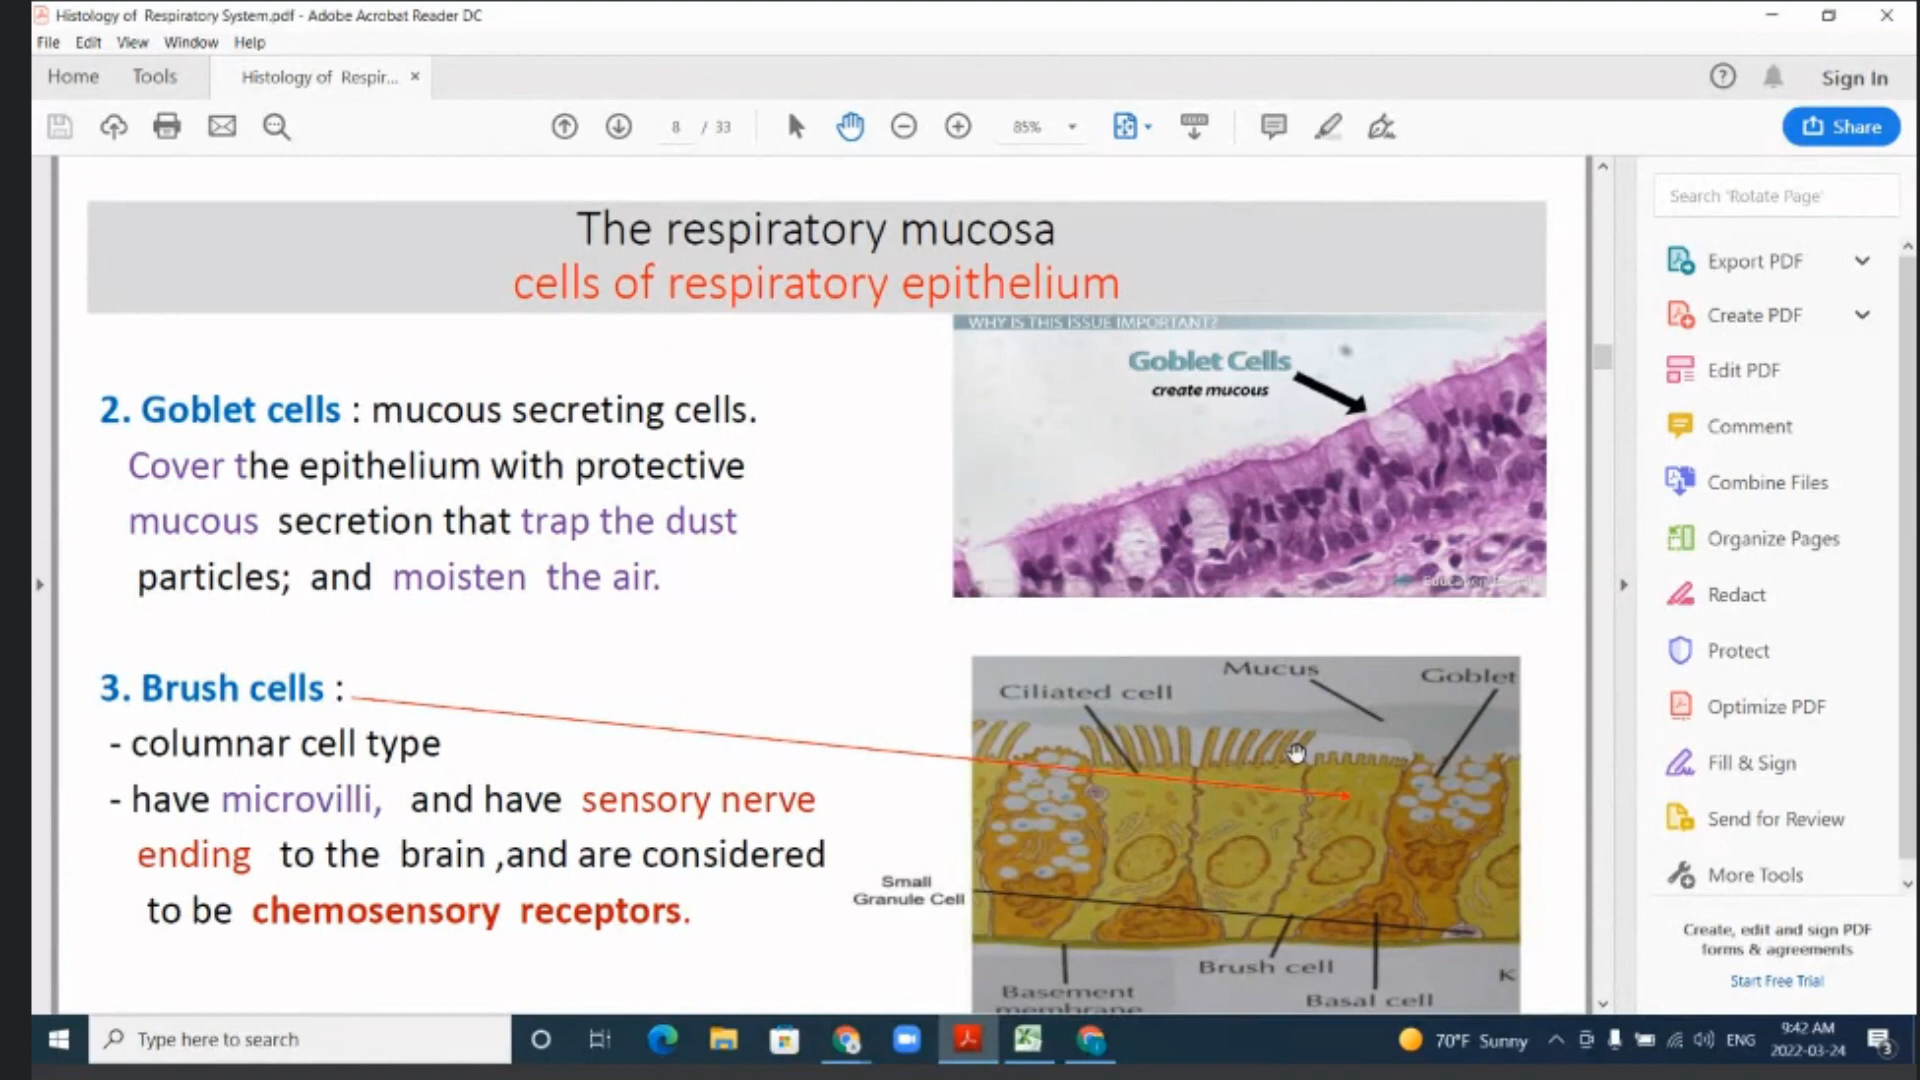 Histology of Respiratory System.pdf - Adobe Acrobat Reader DC
File Edit View Window Help
Home Tools Histology of Respir... ×
Sign In
8 / 33
85%
Share
The respiratory mucosa
cells of respiratory epithelium
WHY IS THIS ISSUE IMPORTANT?
Goblet Cells
create mucous
2. Goblet cells : mucous secreting cells.
Cover the epithelium with protective
mucous secretion that trap the dust
particles; and moisten the air.
3. Brush cells :
- columnar cell type
- have microvilli, and have sensory nerve
ending to the brain ,and are considered
to be chemosensory receptors.
Mucus
Goblet
Ciliated cell
Small
Granule Cell
Brush cell
K
Basement
membrane
Basal cell
Search 'Rotate Page'
Export PDF
Create PDF
Edit PDF
Comment
Combine Files
Organize Pages
Redact
Protect
Optimize PDF
Fill & Sign
Send for Review
More Tools
Create, edit and sign PDF
forms & agreements
Start Free Trial
Type here to search
70°F Sunny
ENG
9:42 AM
2022-03-24
3